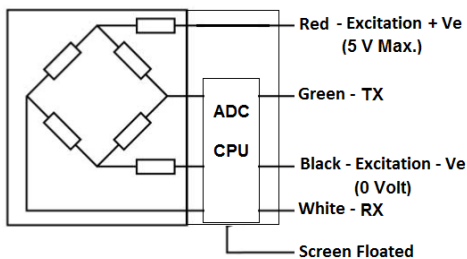 Red - Excitation + Ve
(5 V Max.)
Green - TX
ADC
CPU
Black - Excitation - Ve
(0 Volt)
White - RX
Screen Floated